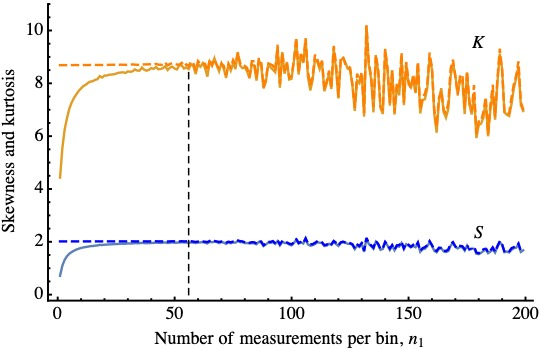 Skewness and kurtosis
10
8
6
4
2
0
K
S
0 50 100 150 200
Number of measurements per bin, n₁